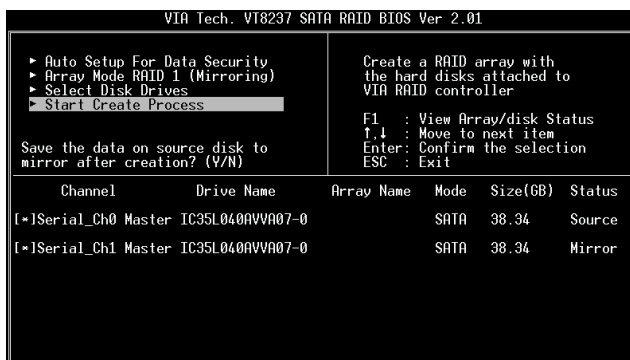 VIA Tech. VT8237 SATA RAID BIOS Ver 2.01
► Auto Setup For Data Security
► Array Mode RAID 1 (Mirroring)
► Select Disk Drives
► Start Create Process
Save the data on source disk to
mirror after creation? (Y/N)
Create a RAID array with
the hard disks attached to
VIA RAID controller
F1 : View Array/disk Status
↑,↓ : Move to next item
Enter: Confirm the selection
ESC : Exit
Channel Drive Name Array Name Mode Size(GB) Status
[*]Serial_Ch0 Master IC35L040AVVA07-0 SATA 38.34 Source
[*]Serial_Ch1 Master IC35L040AVVA07-0 SATA 38.34 Mirror